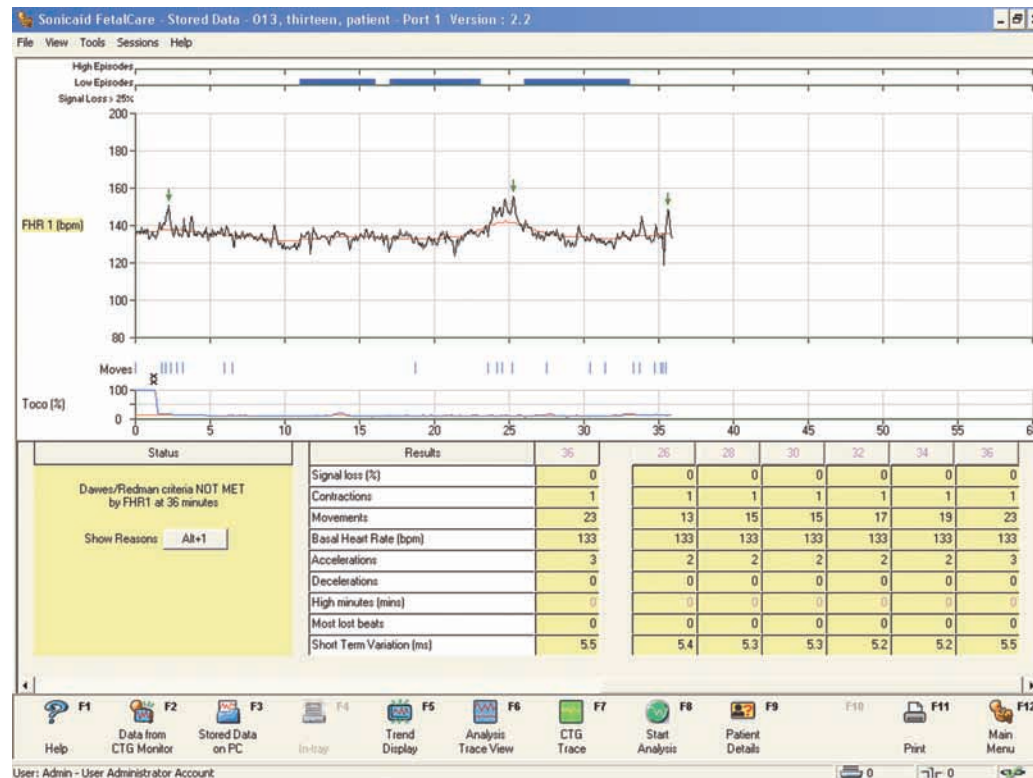 Sonicaid FetalCare - Stored Data - 013, thirteen, patient - Port 1 Version : 2.2
File View Tools Sessions Help
High Episodes
Low Episodes
Signal Loss > 25%
200
180
160
FHR 1 (bpm) 140
120
100
80
Moves
Toco (%) 100
0
0 5 10 15 20 25 30 35 40 45 50 55 60
Status Results 36 26 28 30 32 34 36
Signal loss (%) 0 0 0 0 0 0 0
Dawes/Redman criteria NOT MET
by FHR1 at 36 minutes
Contractions 1 1 1 1 1 1 1
Movements 23 13 15 15 17 19 23
Show Reasons Alt+1
Basal Heart Rate (bpm) 133 133 133 133 133 133 133
Accelerations 3 2 2 2 2 2 3
Decelerations 0 0 0 0 0 0 0
High minutes (mins) 0 0 0 0 0 0 0
Most lost beats 0 0 0 0 0 0 0
Short Term Variation (ms) 5.5 5.4 5.3 5.3 5.2 5.2 5.5
F1 F2 F3 F4 F5 F6 F7 F8 F9 F10 F11 F12
Help Data from CTG Monitor Stored Data on PC In-tray Trend Display Analysis Trace View CTG Trace Start Analysis Patient Details Print Main Menu
User: Admin - User Administrator Account 0 0